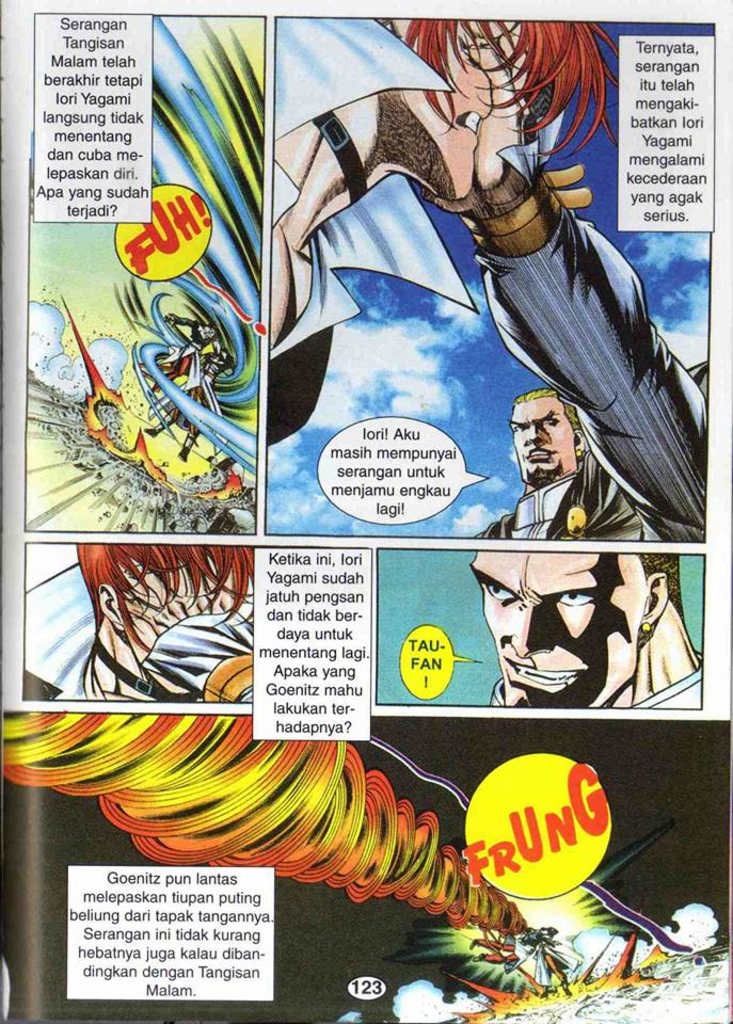 Serangan
Tangisan
Malam telah
berakhir tetapi
Iori Yagami
langsung tidak
menentang
dan cuba me-
lepaskan diri.
Apa yang sudah
terjadi?
FUH!
Ternyata,
serangan
itu telah
mengaki-
batkan Iori
Yagami
mengalami
kecederaan
yang agak
serius.
Iori! Aku
masih mempunyai
serangan untuk
menjamu engkau
lagi!
Ketika ini, Iori
Yagami sudah
jatuh pengsan
dan tidak ber-
daya untuk
menentang lagi.
Apaka yang
Goenitz mahu
lakukan ter-
hadapnya?
TAU-
FAN
!
FRUNG
Goenitz pun lantas
melepaskan tiupan puting
beliung dari tapak tangannya.
Serangan ini tidak kurang
hebatnya juga kalau diban-
dingkan dengan Tangisan
Malam.
123